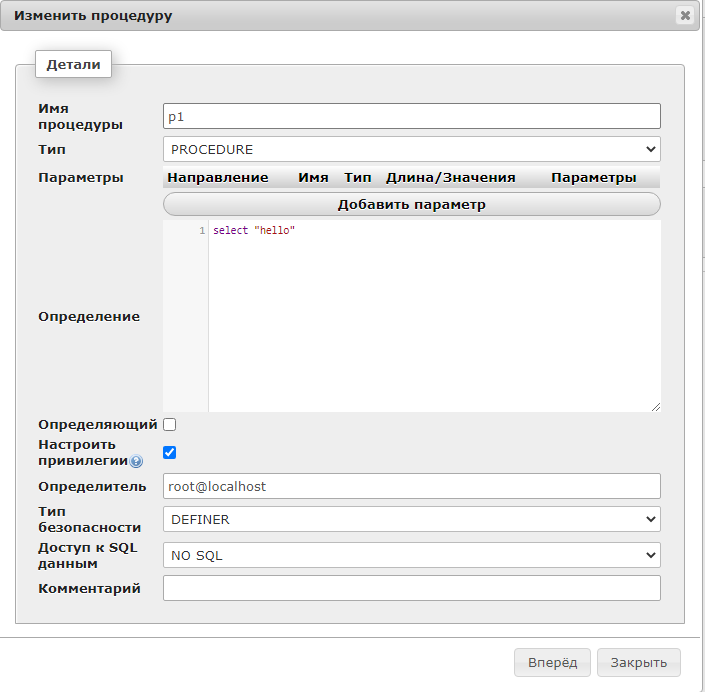 Изменить процедуру
Детали
Имя
процедуры
p1
Тип
PROCEDURE
Параметры
Направление Имя Тип Длина/Значения Параметры
Добавить параметр
Определение
1 select "hello"
Определяющий
Настроить
привилегии
Определитель
root@localhost
Тип
безопасности
DEFINER
Доступ к SQL
данным
NO SQL
Комментарий
Вперёд
Закрыть